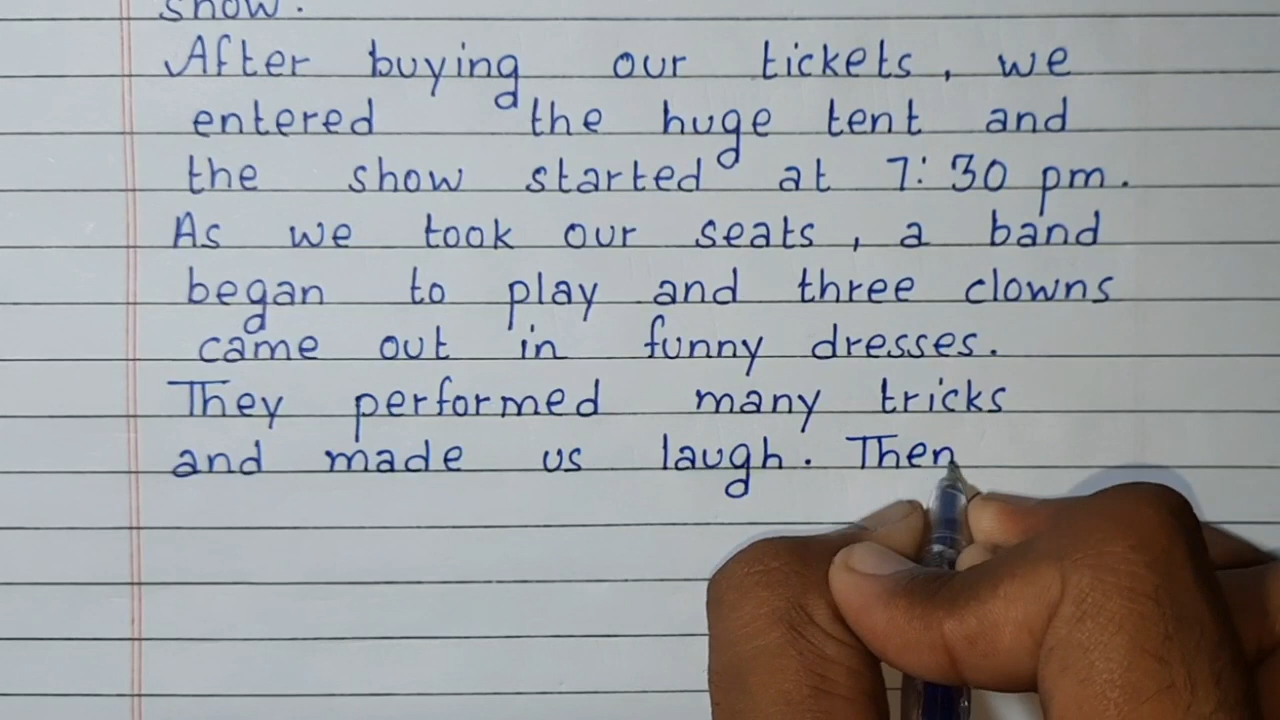 show.
After buying our tickets, we
entered the huge tent and
the show started at 7:30 pm.
As we took our seats, a band
began to play and three clowns
came out in funny dresses.
They performed many tricks
and made us laugh. Then